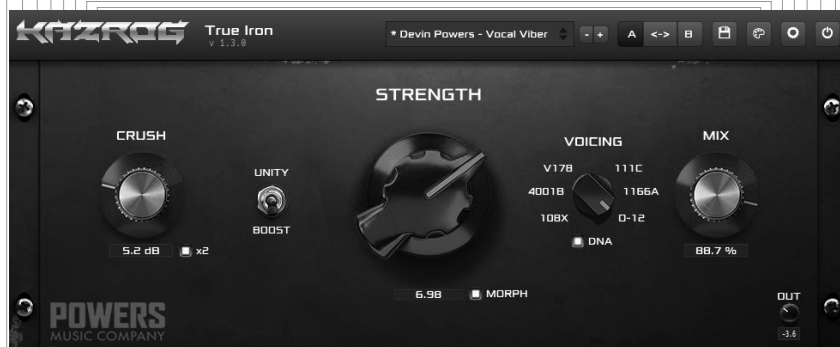 KAZROG
True Iron
v 1.3.0
* Devin Powers - Vocal Viber
- +
A <-> B
STRENGTH
CRUSH
VOICING
MIX
UNITY
BOOST
V178
111C
4001B
1166A
108X
D-12
DNA
5.2 dB
x2
88.7 %
6.98
MORPH
OUT
-3.6
POWERS
MUSIC COMPANY